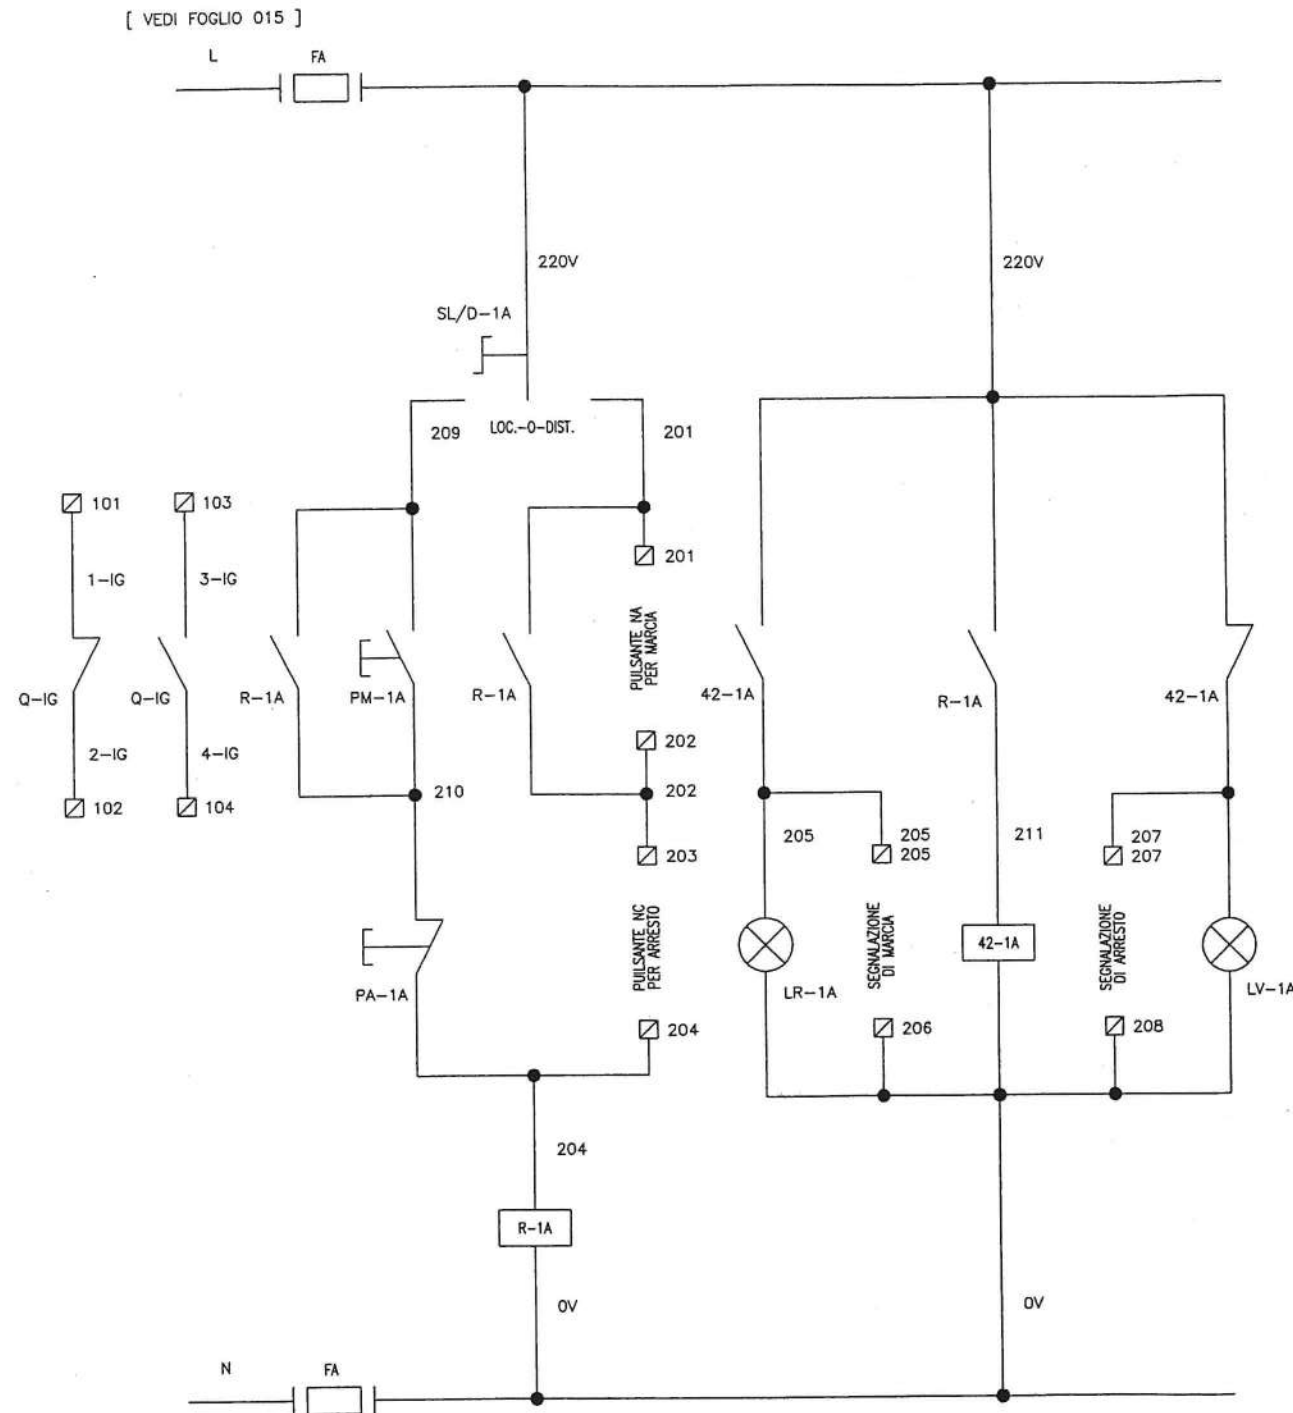 [ VEDI FOGLIO 015 ]
L
FA
220V
220V
SL/D-1A
209
LOC.-0-DIST.
201
101
103
201
1-IG
3-IG
PULSANTE NA
PER MARCIA
Q-IG
Q-IG
R-1A
PM-1A
R-1A
42-1A
R-1A
42-1A
202
2-IG
4-IG
210
202
102
104
203
205
205
205
211
207
207
PUILSANTE NC
PER ARRESTO
SEGNALAZIONE
DI MARCIA
42-1A
SEGNALAZIONE
DI ARRESTO
PA-1A
LR-1A
LV-1A
204
206
208
204
R-1A
0V
0V
N
FA